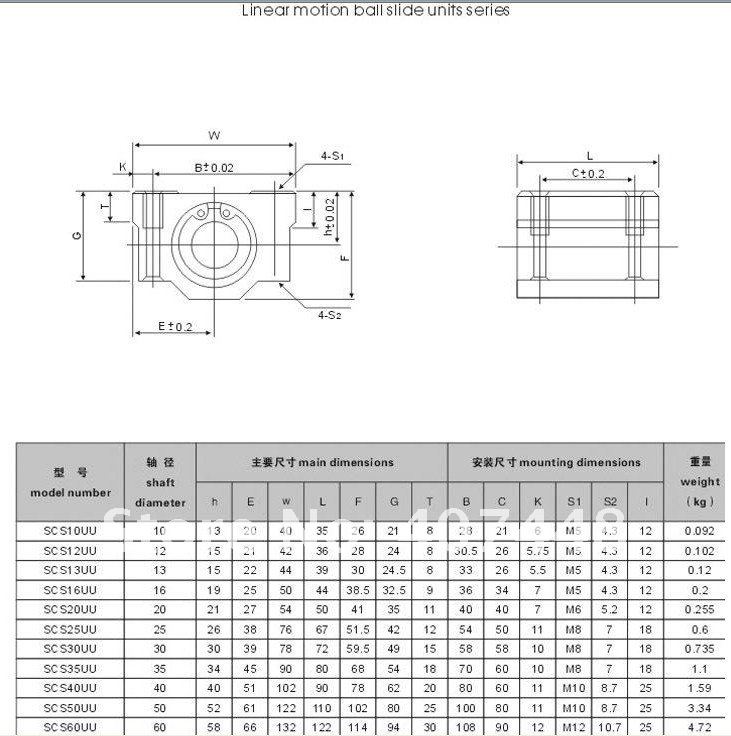 Linear motion ball slide units series
W
K B±0.02 4-S1
T G I h±0.02 F
E±0.2 4-S2
L
C±0.2
型 号 model number 轴 径 shaft diameter 主要尺寸 main dimensions 安装尺寸 mounting dimensions 重量 weight (kg)
h E w L F G T B C K S1 S2 I
SCS10UU 10 13 20 40 35 26 21 8 28 21 6 M5 4.3 12 0.092
SCS12UU 12 15 21 42 36 28 24 8 30.5 26 5.75 M5 4.3 12 0.102
SCS13UU 13 15 22 44 39 30 24.5 8 33 26 5.5 M5 4.3 12 0.12
SCS16UU 16 19 25 50 44 38.5 32.5 9 36 34 7 M5 4.3 12 0.2
SCS20UU 20 21 27 54 50 41 35 11 40 40 7 M6 5.2 12 0.255
SCS25UU 25 26 38 76 67 51.5 42 12 54 50 11 M8 7 18 0.6
SCS30UU 30 30 39 78 72 59.5 49 15 58 58 10 M8 7 18 0.735
SCS35UU 35 34 45 90 80 68 54 18 70 60 10 M8 7 18 1.1
SCS40UU 40 40 51 102 90 78 62 20 80 60 11 M10 8.7 25 1.59
SCS50UU 50 52 61 122 110 102 80 25 100 80 11 M10 8.7 25 3.34
SCS60UU 60 58 66 132 122 114 94 30 108 90 12 M12 10.7 25 4.72
Store No: 407448